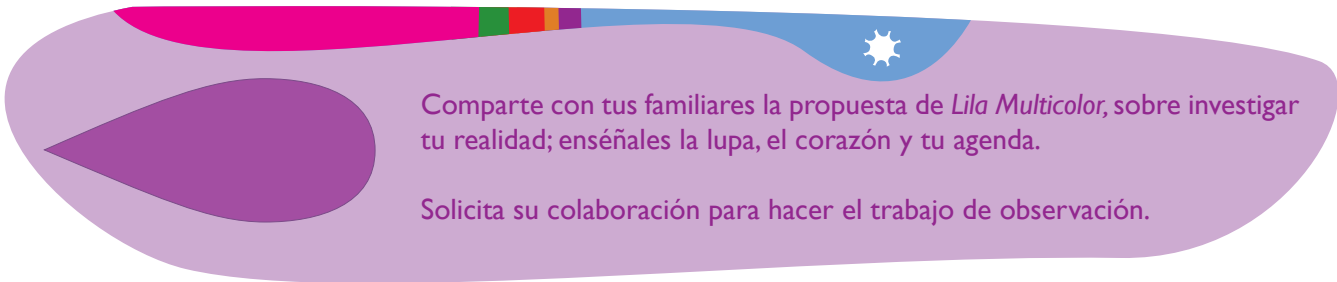 Comparte con tus familiares la propuesta de Lila Multicolor, sobre investigar
tu realidad; enséñales la lupa, el corazón y tu agenda.
Solicita su colaboración para hacer el trabajo de observación.